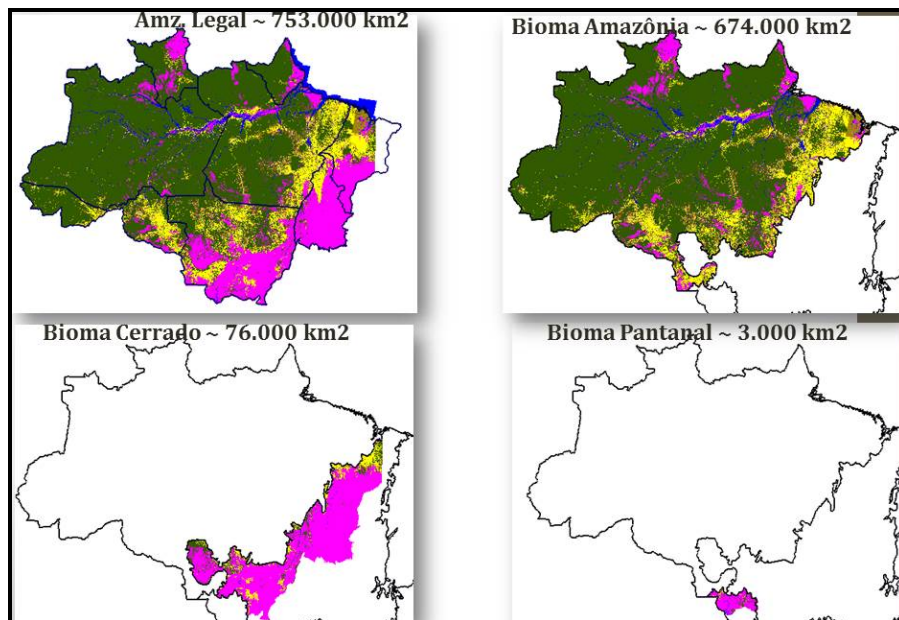 Amz. Legal ~ 753.000 km2
Bioma Amazônia ~ 674.000 km2
Bioma Cerrado ~ 76.000 km2
Bioma Pantanal ~ 3.000 km2